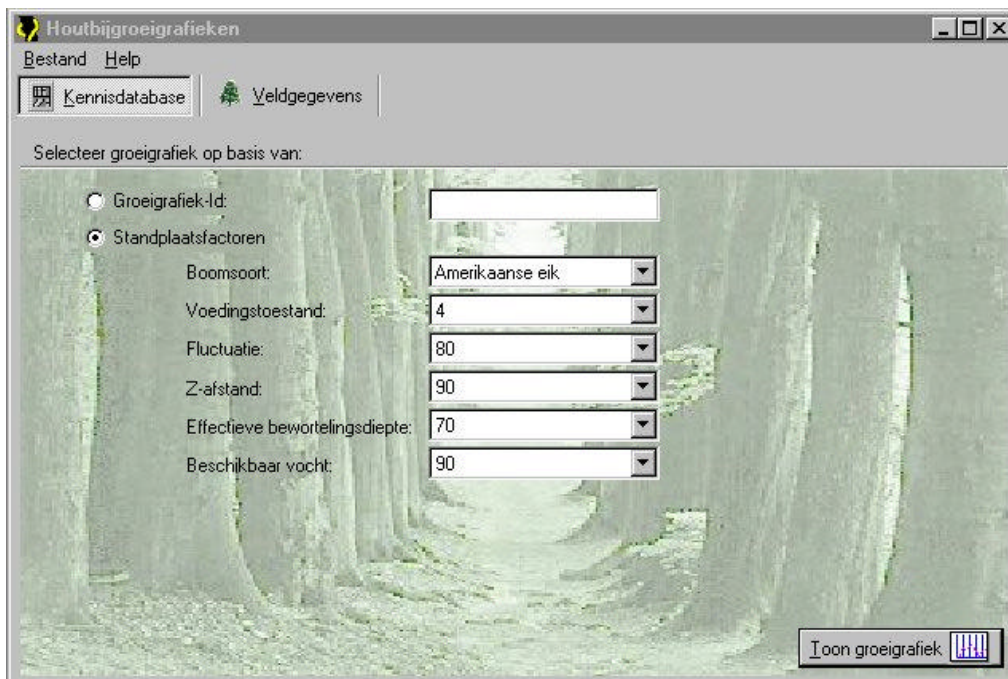 Houtbijgroeigrafieken
Bestand Help
Kennisdatabase Veldgegevens
Selecteer groeigrafiek op basis van:
Groeigrafiek-Id:
Standplaatsfactoren
Boomsoort: Amerikaanse eik
Voedingstoestand: 4
Fluctuatie: 80
Z-afstand: 90
Effectieve bewortelingsdiepte: 70
Beschikbaar vocht: 90
Toon groeigrafiek